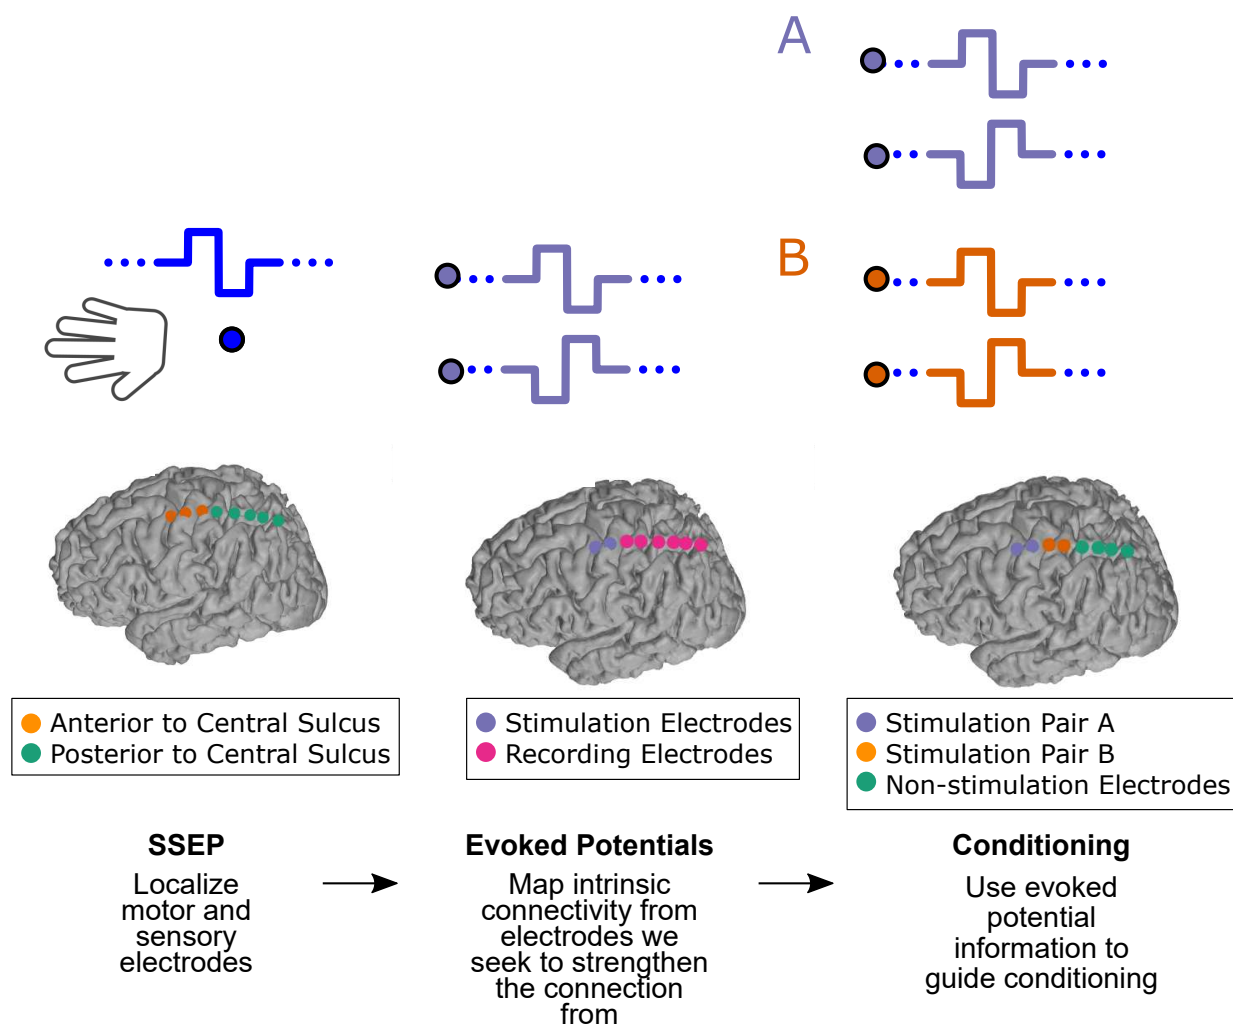 A
B
Anterior to Central Sulcus
Posterior to Central Sulcus
Stimulation Electrodes
Recording Electrodes
Stimulation Pair A
Stimulation Pair B
Non-stimulation Electrodes
SSEP
Localize
motor and
sensory
electrodes
Evoked Potentials
Map intrinsic
connectivity from
electrodes we
seek to strengthen
the connection
from
Conditioning
Use evoked
potential
information to
guide conditioning